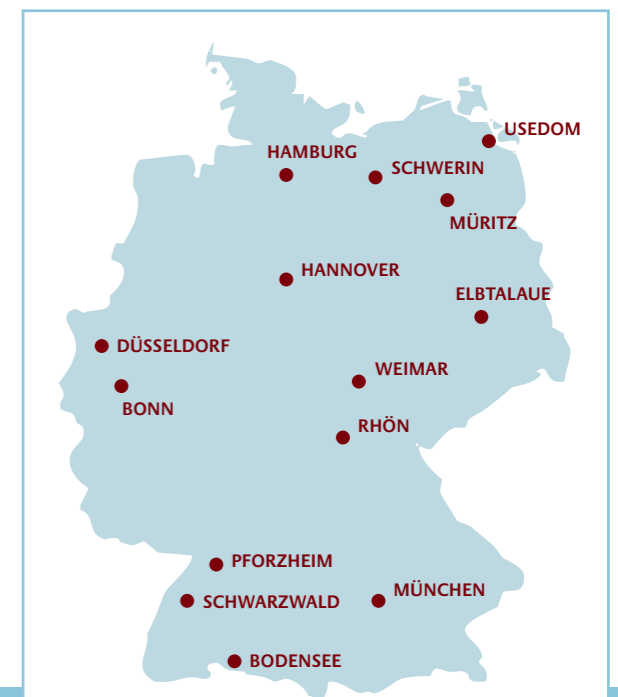 USEDOM
HAMBURG
SCHWERIN
MÜRITZ
HANNOVER
ELBTALAUE
DÜSSELDORF
WEIMAR
BONN
RHÖN
PFORZHEIM
MÜNCHEN
SCHWARZWALD
BODENSEE